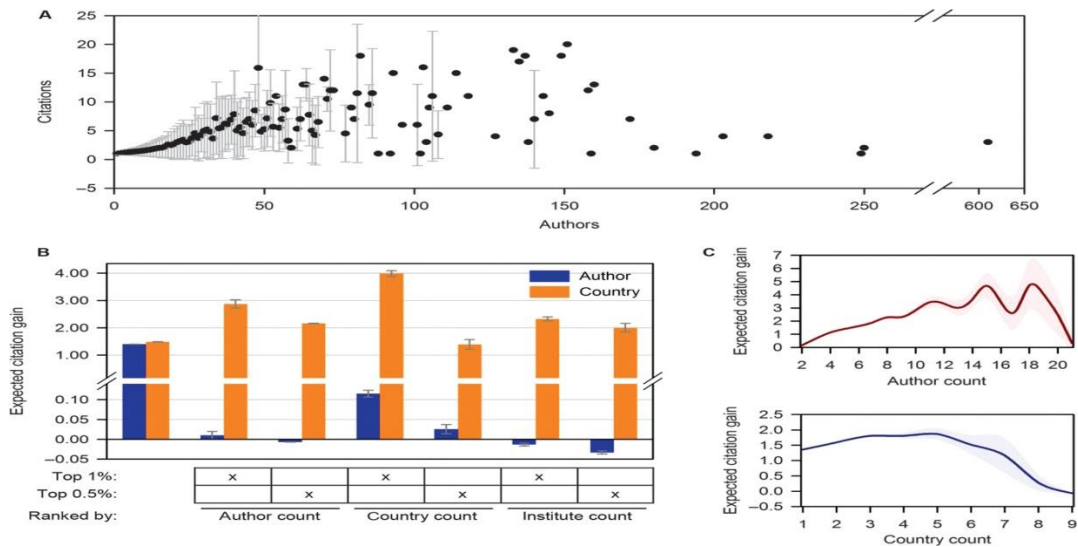 A
25
20
15
10
5
0
−5
Citations
0 50 100 150 200 250 600 650
Authors
B
4.00
3.00
2.00
1.00
0.10
0.05
0.00
−0.05
Expected citation gain
Author
Country
Top 1%: x x x
Top 0.5%: x x x
Ranked by: Author count Country count Institute count
C
7
6
5
4
3
2
1
0
Expected citation gain
2 4 6 8 10 12 14 16 18 20
Author count
2.5
2.0
1.5
1.0
0.5
0.0
−0.5
Expected citation gain
1 2 3 4 5 6 7 8 9
Country count